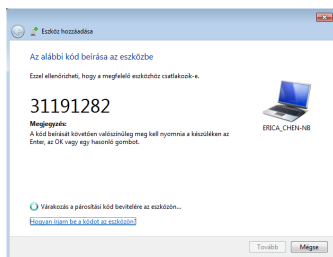 Eszköz hozzáadása
Az alábbi kód beírása az eszközbe
Ezzel ellenőrizheti, hogy a megfelelő eszközhöz csatlakozik-e.
31191282
Megjegyzés:
A kód beírását követően valószínűleg meg kell nyomnia a készüléken az
Enter, az OK vagy egy hasonló gombot.
ERICA_CHEN-NB
Várakozás a párosítási kód bevitelére az eszközön...
Hogyan írjam be a kódot az eszközön?
Tovább
Mégse